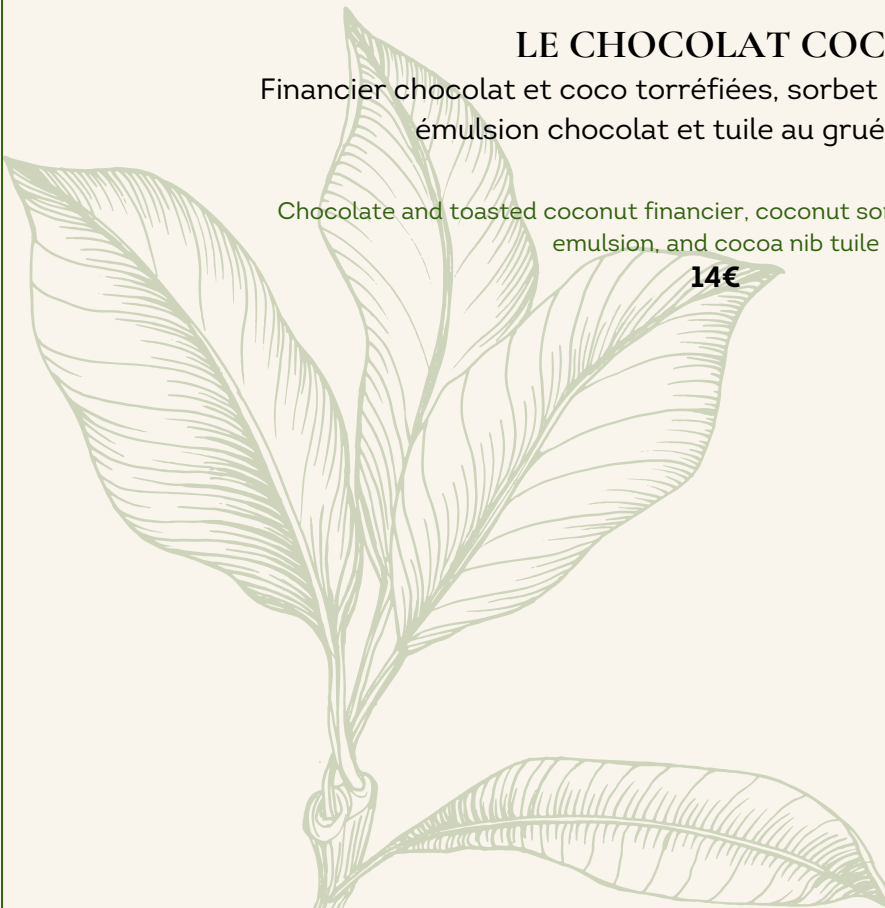 LE CHOCOLAT COC
Financier chocolat et coco torréfiées, sorbet
émulsion chocolat et tuile au grué
Chocolate and toasted coconut financier, coconut sor
emulsion, and cocoa nib tuile
14€